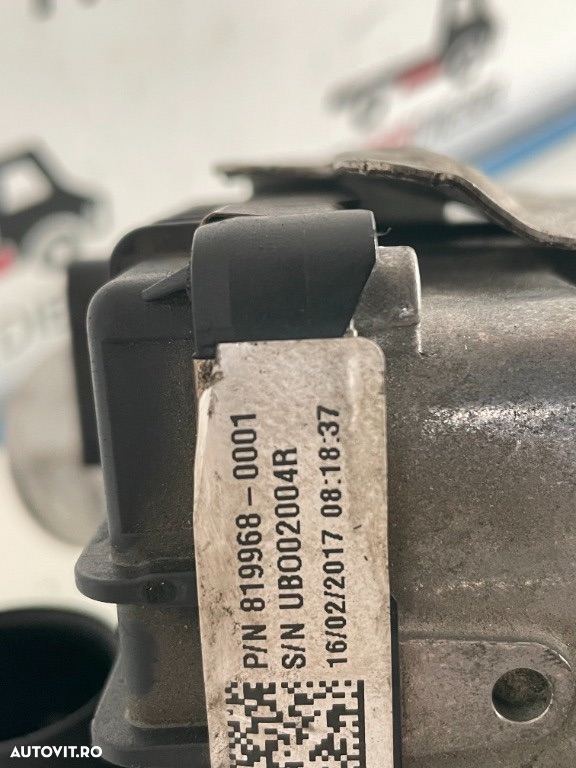 P/N 819968-0001
S/N UB002004R
16/02/2017 08:18:37
AUTOVIT.RO